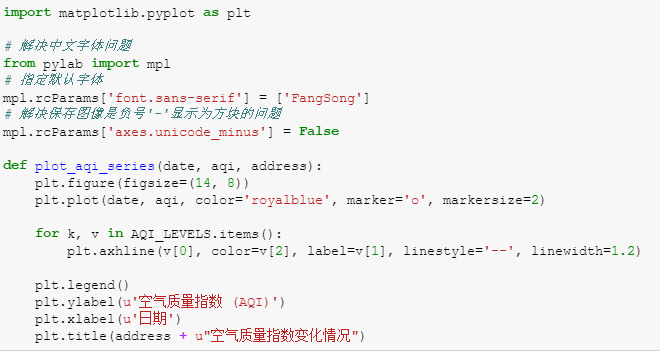 import matplotlib.pyplot as plt
# 解决中文字体问题
from pylab import mpl
# 指定默认字体
mpl.rcParams['font.sans-serif'] = ['FangSong']
# 解决保存图像是负号'-'显示为方块的问题
mpl.rcParams['axes.unicode_minus'] = False
def plot_aqi_series(date, aqi, address):
    plt.figure(figsize=(14, 8))
    plt.plot(date, aqi, color='royalblue', marker='o', markersize=2)
    for k, v in AQI_LEVELS.items():
        plt.axhline(v[0], color=v[2], label=v[1], linestyle='--', linewidth=1.2)
    plt.legend()
    plt.ylabel(u'空气质量指数 (AQI)')
    plt.xlabel(u'日期')
    plt.title(address + u"空气质量指数变化情况")